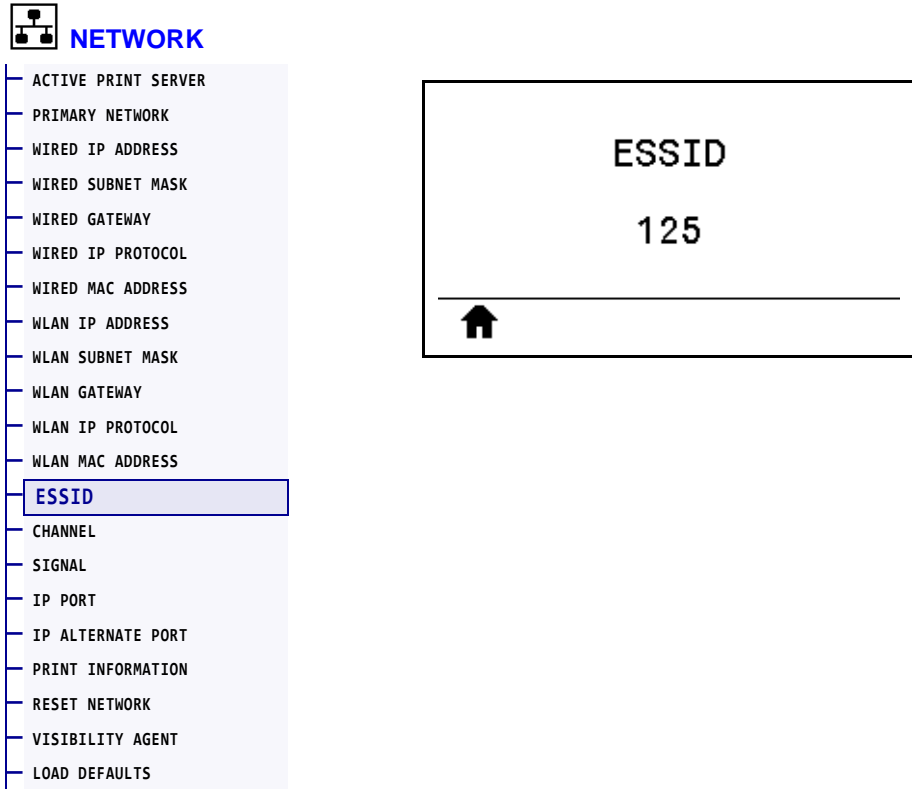 NETWORK
ACTIVE PRINT SERVER
PRIMARY NETWORK
WIRED IP ADDRESS
WIRED SUBNET MASK
WIRED GATEWAY
WIRED IP PROTOCOL
WIRED MAC ADDRESS
WLAN IP ADDRESS
WLAN SUBNET MASK
WLAN GATEWAY
WLAN IP PROTOCOL
WLAN MAC ADDRESS
ESSID
CHANNEL
SIGNAL
IP PORT
IP ALTERNATE PORT
PRINT INFORMATION
RESET NETWORK
VISIBILITY AGENT
LOAD DEFAULTS
ESSID
125